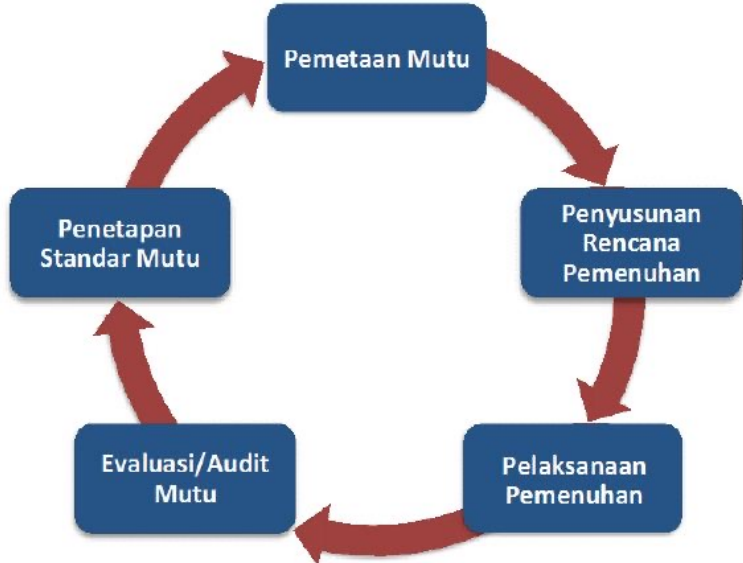 Pemetaan Mutu
Penyusunan
Rencana
Pemenuhan
Pelaksanaan
Pemenuhan
Evaluasi/Audit
Mutu
Penetapan
Standar Mutu